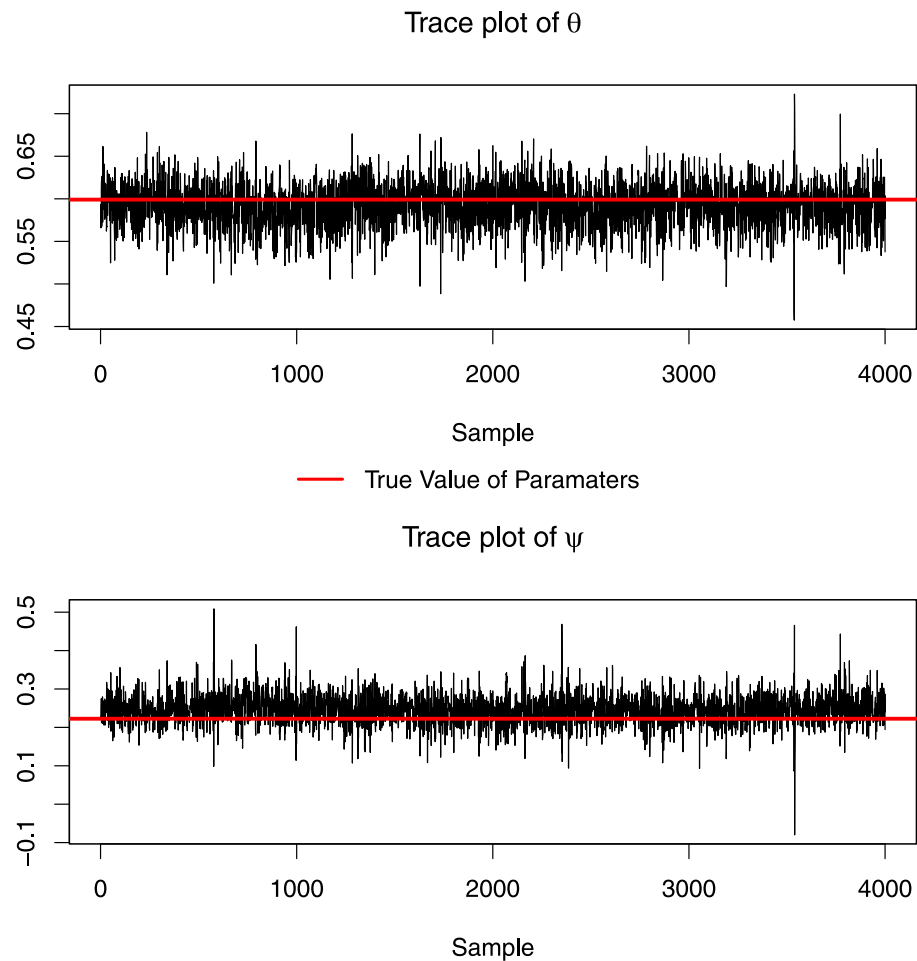 Trace plot of θ
0.65
0.55
0.45
0 1000 2000 3000 4000
Sample
True Value of Paramaters
Trace plot of ψ
0.5
0.3
0.1
−0.1
0 1000 2000 3000 4000
Sample